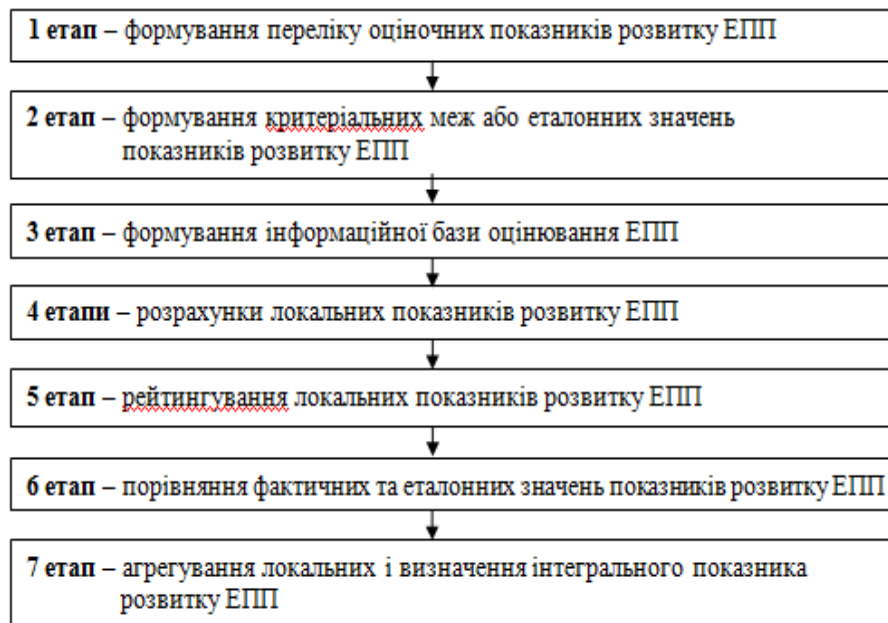 1 етап – формування переліку оціночних показників розвитку ЕПП
2 етап – формування критеріальних меж або еталонних значень
показників розвитку ЕПП
3 етап – формування інформаційної бази оцінювання ЕПП
4 етапи – розрахунки локальних показників розвитку ЕПП
5 етап – рейтингування локальних показників розвитку ЕПП
6 етап – порівняння фактичних та еталонних значень показників розвитку ЕПП
7 етап – агрегування локальних і визначення інтегрального показника
розвитку ЕПП